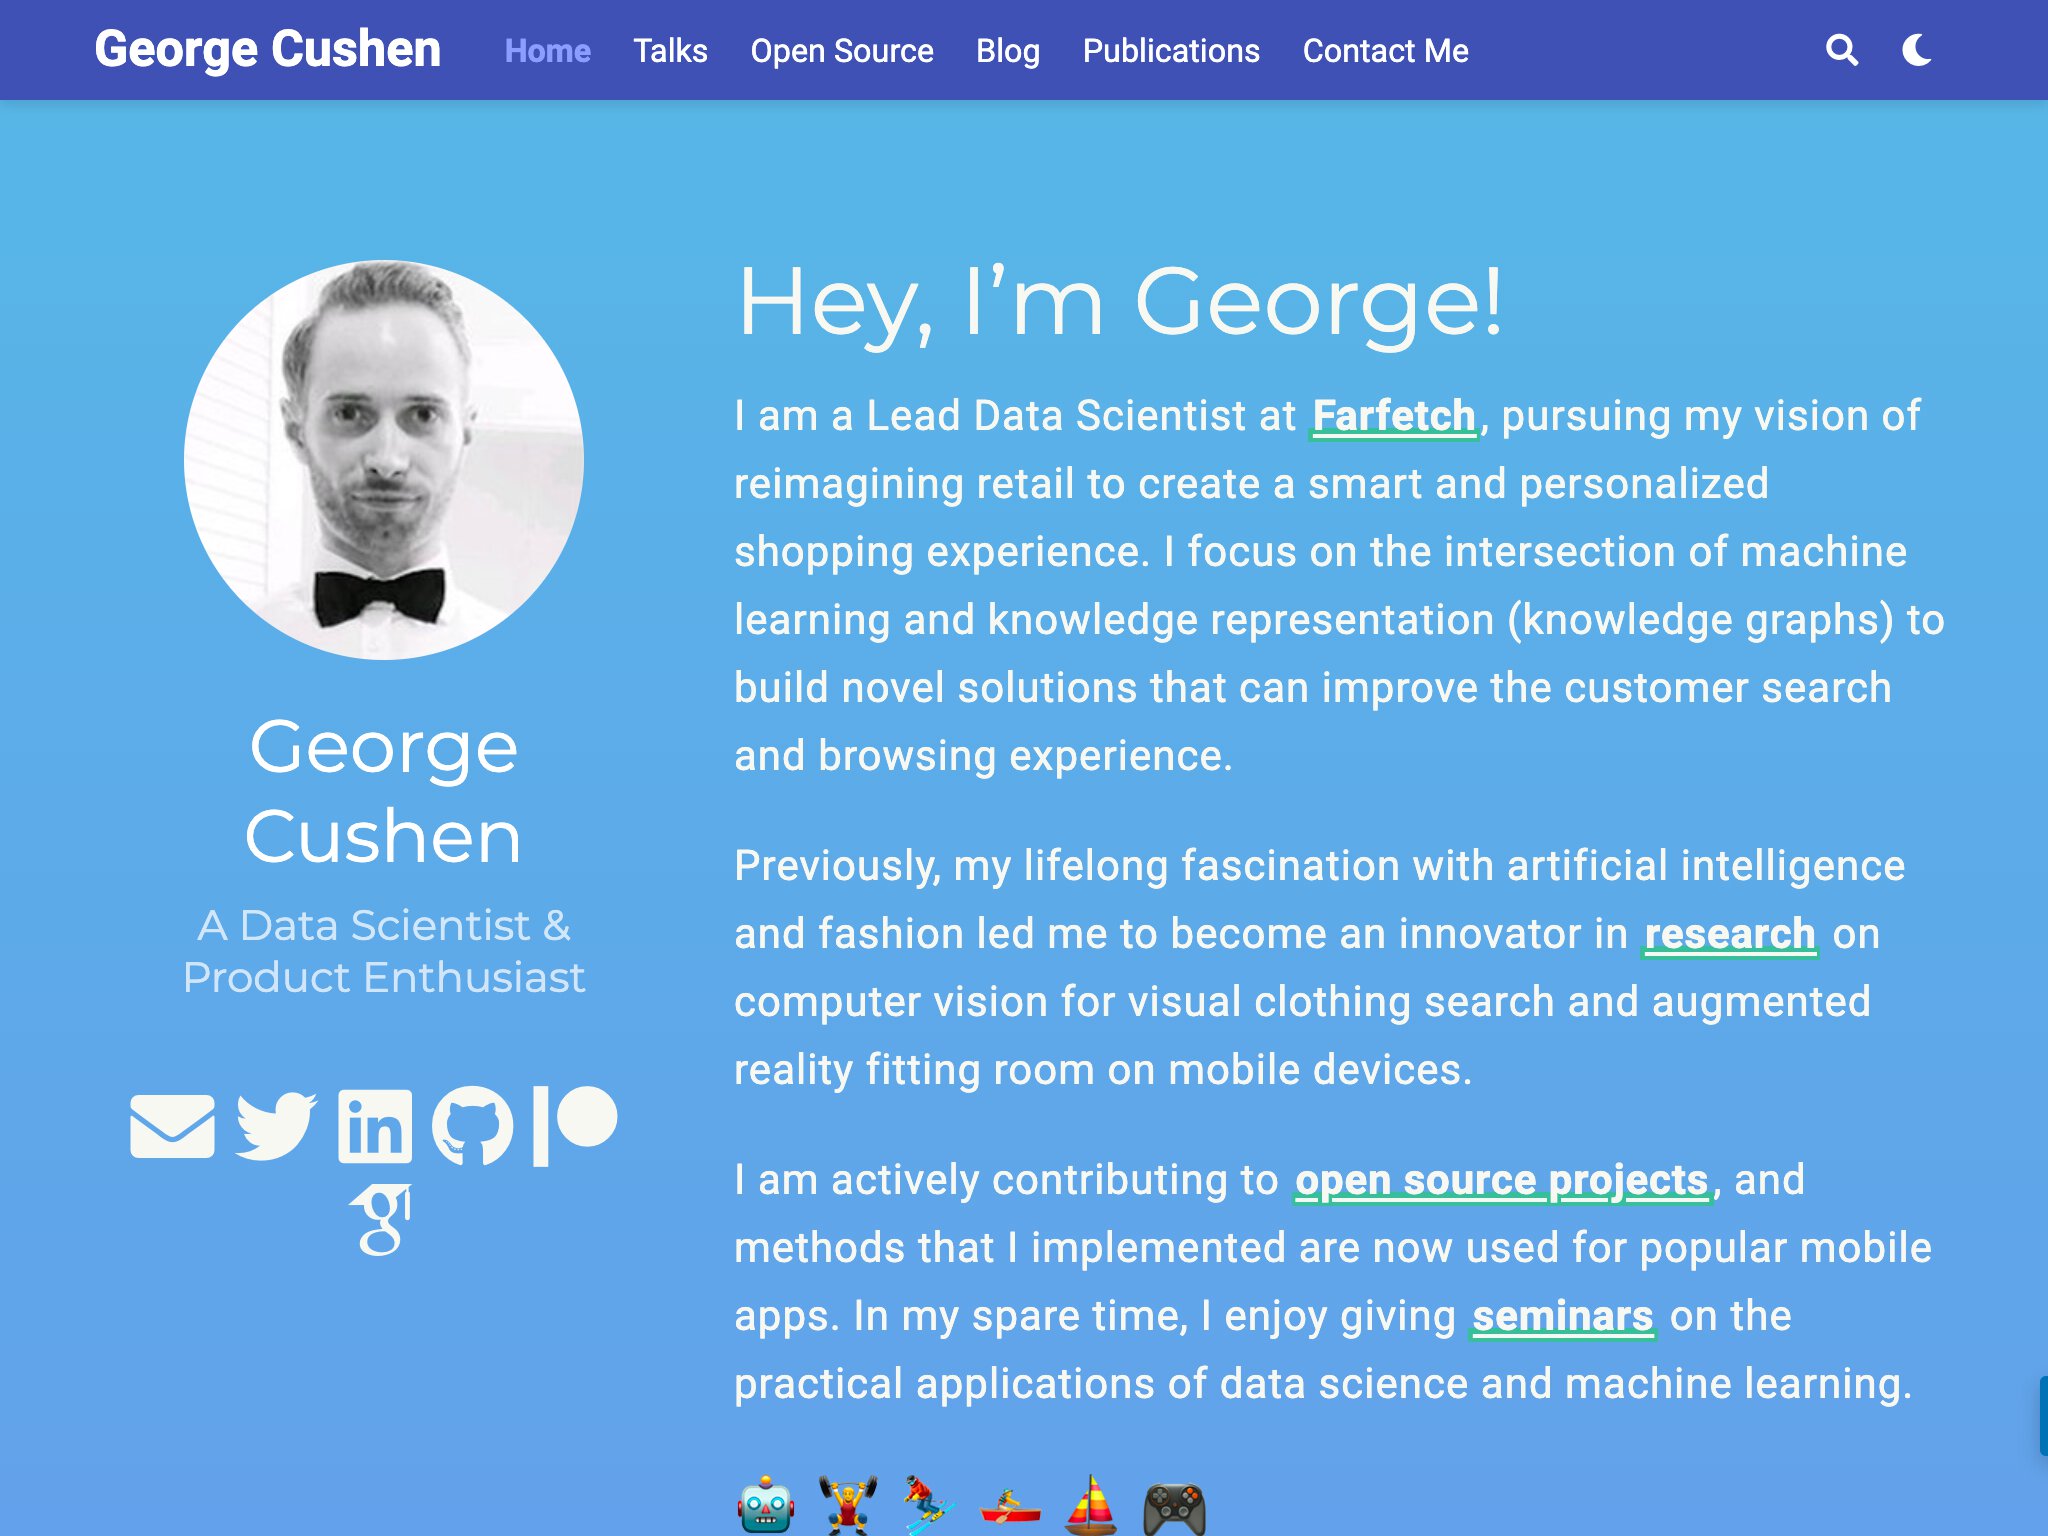 George Cushen
Home
Talks
Open Source
Blog
Publications
Contact Me
George
Cushen
A Data Scientist &
Product Enthusiast
Hey, I’m George!
I am a Lead Data Scientist at Farfetch, pursuing my vision of
reimagining retail to create a smart and personalized
shopping experience. I focus on the intersection of machine
learning and knowledge representation (knowledge graphs) to
build novel solutions that can improve the customer search
and browsing experience.
Previously, my lifelong fascination with artificial intelligence
and fashion led me to become an innovator in research on
computer vision for visual clothing search and augmented
reality fitting room on mobile devices.
I am actively contributing to open source projects, and
methods that I implemented are now used for popular mobile
apps. In my spare time, I enjoy giving seminars on the
practical applications of data science and machine learning.